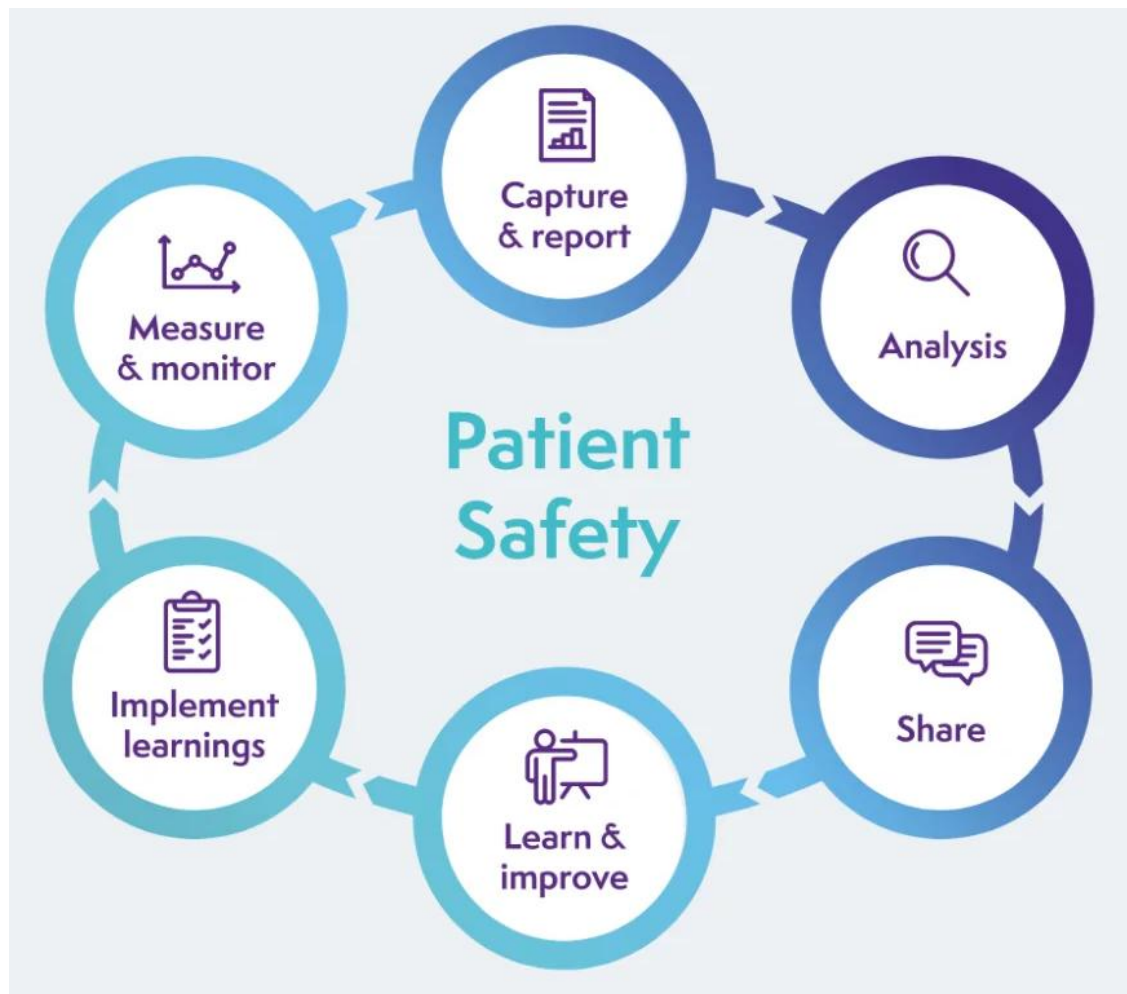 Capture
& report
Analysis
Share
Learn &
improve
Implement
learnings
Measure
& monitor
Patient
Safety